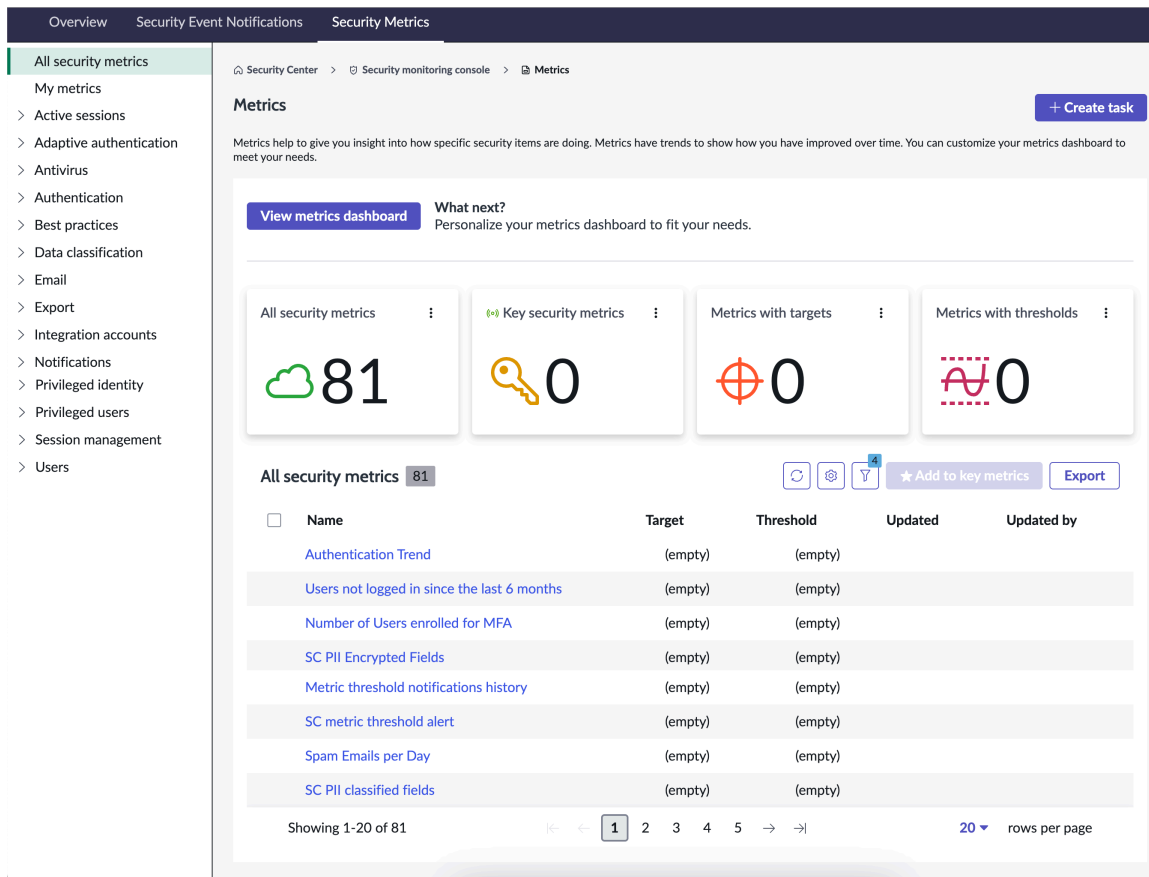 Overview Security Event Notifications Security Metrics
All security metrics
My metrics
Active sessions
Adaptive authentication
Antivirus
Authentication
Best practices
Data classification
Email
Export
Integration accounts
Notifications
Privileged identity
Privileged users
Session management
Users
Security Center > Security monitoring console > Metrics
Metrics
+ Create task
Metrics help to give you insight into how specific security items are doing. Metrics have trends to show how you have improved over time. You can customize your metrics dashboard to
meet your needs.
View metrics dashboard
What next?
Personalize your metrics dashboard to fit your needs.
All security metrics
81
Key security metrics
0
Metrics with targets
0
Metrics with thresholds
0
All security metrics 81
4
Add to key metrics
Export
Name Target Threshold Updated Updated by
Authentication Trend (empty) (empty)
Users not logged in since the last 6 months (empty) (empty)
Number of Users enrolled for MFA (empty) (empty)
SC PII Encrypted Fields (empty) (empty)
Metric threshold notifications history (empty) (empty)
SC metric threshold alert (empty) (empty)
Spam Emails per Day (empty) (empty)
SC PII classified fields (empty) (empty)
Showing 1-20 of 81 1 2 3 4 5 20 rows per page